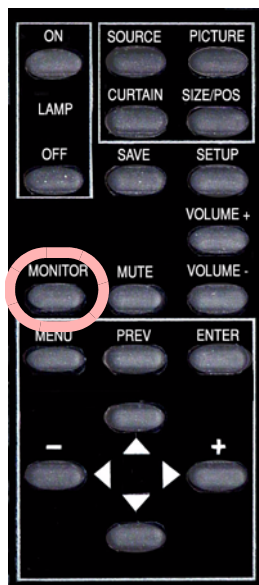 ON SOURCE PICTURE
LAMP CURTAIN SIZE/POS
OFF SAVE SETUP
VOLUME +
MONITOR MUTE VOLUME -
MENU PREV ENTER
- +